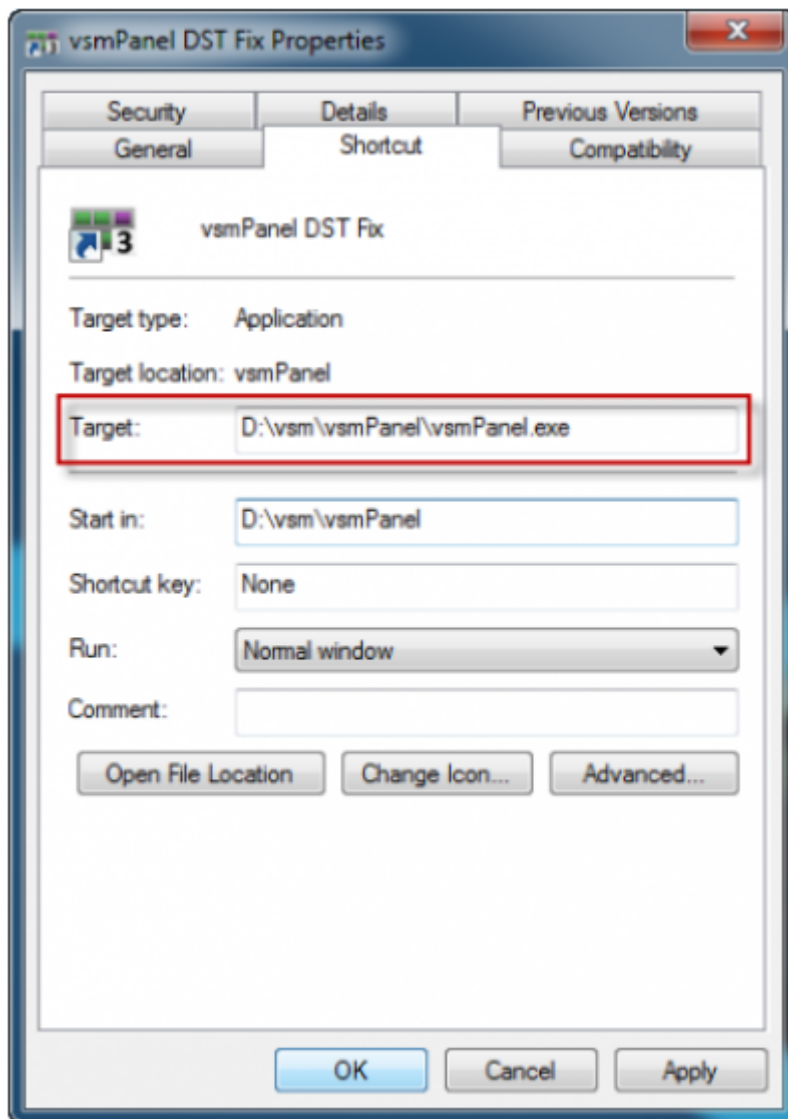 vsmPanel DST Fix Properties
Security Details Previous Versions
General Shortcut Compatibility
3 vsmPanel DST Fix
Target type: Application
Target location: vsmPanel
Target: D:\vsm\vsmPanel\vsmPanel.exe
Start in: D:\vsm\vsmPanel
Shortcut key: None
Run: Normal window
Comment:
Open File Location Change Icon... Advanced...
OK Cancel Apply